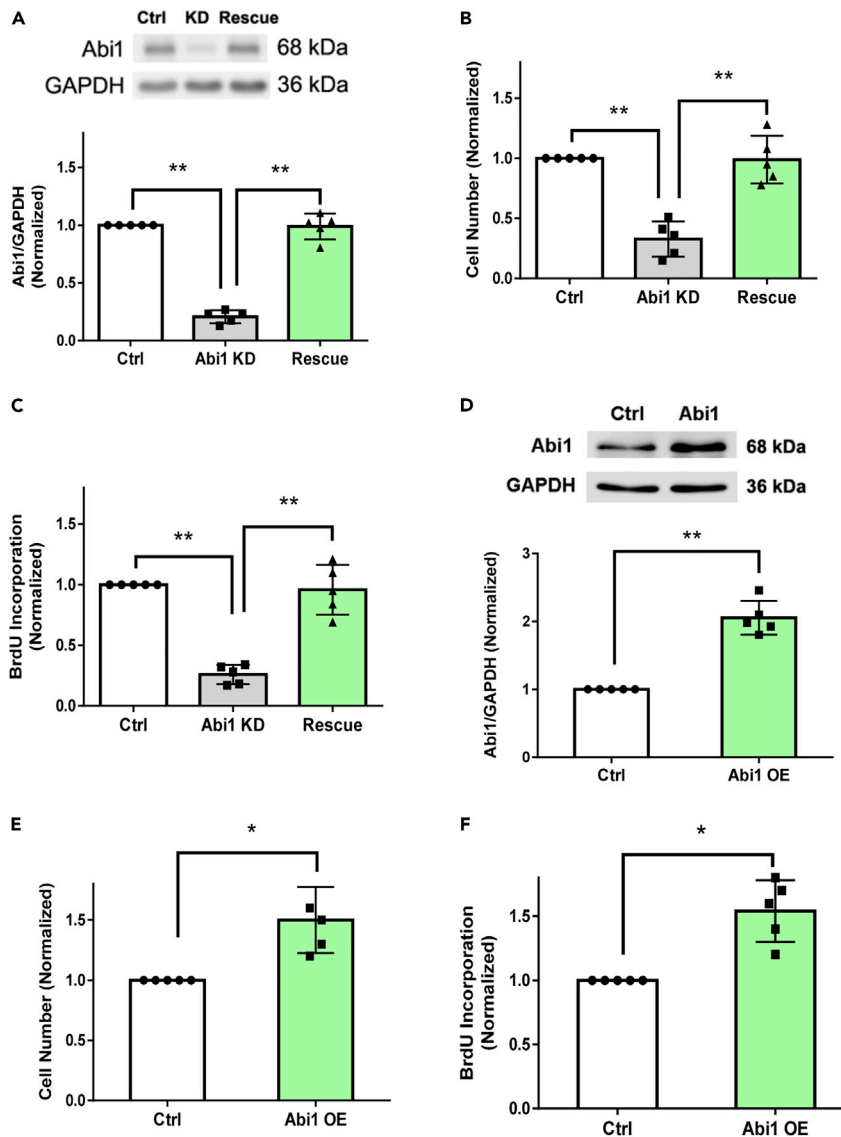 A
Ctrl KD Rescue
Abi1 68 kDa
GAPDH 36 kDa
Abi1/GAPDH
(Normalized)
**
**
1.5
1.0
0.5
0.0
Ctrl Abi1 KD Rescue
B
Cell Number (Normalized)
**
**
1.5
1.0
0.5
0.0
Ctrl Abi1 KD Rescue
C
BrdU Incorporation
(Normalized)
**
**
1.5
1.0
0.5
0.0
Ctrl Abi1 KD Rescue
D
Ctrl Abi1
Abi1 68 kDa
GAPDH 36 kDa
Abi1/GAPDH (Normalized)
**
3
2
1
0
Ctrl Abi1 OE
E
Cell Number (Normalized)
*
1.5
1.0
0.5
0.0
Ctrl Abi1 OE
F
BrdU Incorporation
(Normalized)
*
1.5
1.0
0.5
0.0
Ctrl Abi1 OE